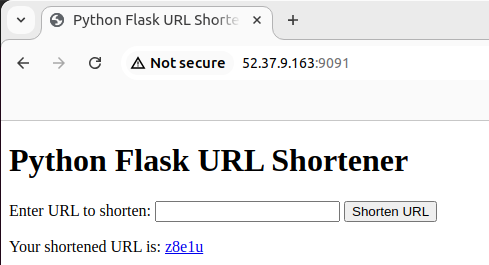 Python Flask URL Shorte
Not secure 52.37.9.163:9091
Python Flask URL Shortener
Enter URL to shorten: Shorten URL
Your shortened URL is: z8e1u